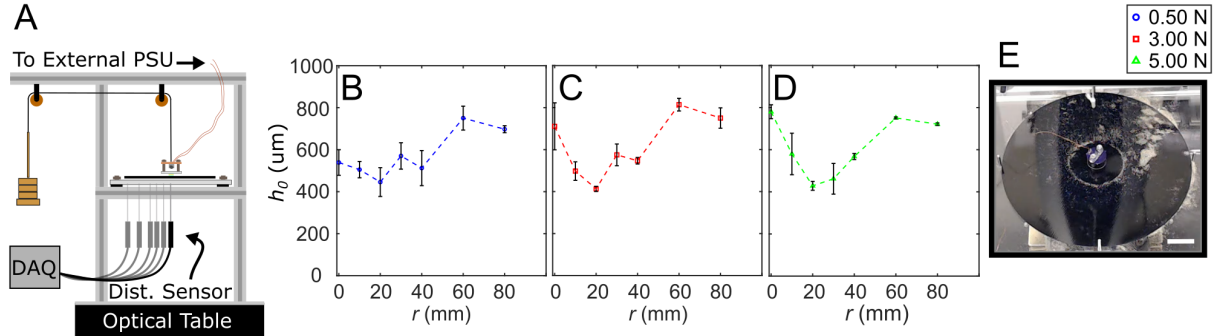 A
To External PSU
DAQ
Dist. Sensor
Optical Table
B
C
D
E
0.50 N
3.00 N
5.00 N
h0 (um)
1000
800
600
400
200
0
0 20 40 60 80
r (mm)
0 20 40 60 80
r (mm)
0 20 40 60 80
r (mm)